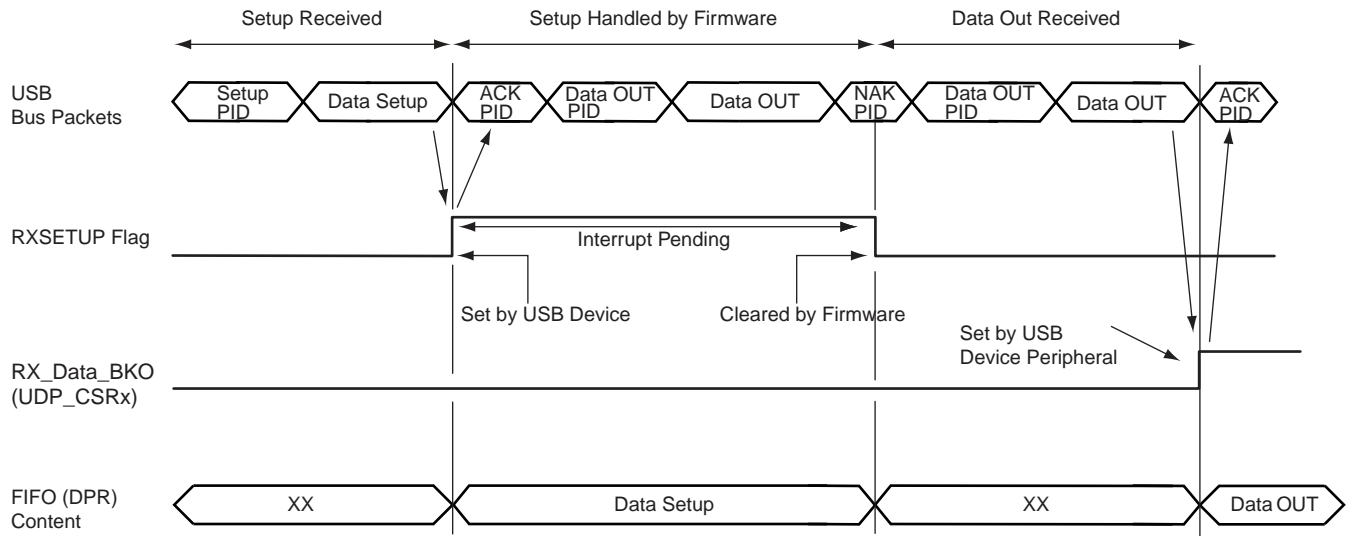 Setup Received
Setup Handled by Firmware
Data Out Received
USB
Bus Packets
Setup
PID
Data Setup
ACK
PID
Data OUT
PID
Data OUT
NAK
PID
Data OUT
PID
Data OUT
ACK
PID
RXSETUP Flag
Interrupt Pending
Set by USB Device
Cleared by Firmware
Set by USB
Device Peripheral
RX_Data_BKO
(UDP_CSRx)
FIFO (DPR)
Content
XX
Data Setup
XX
Data OUT